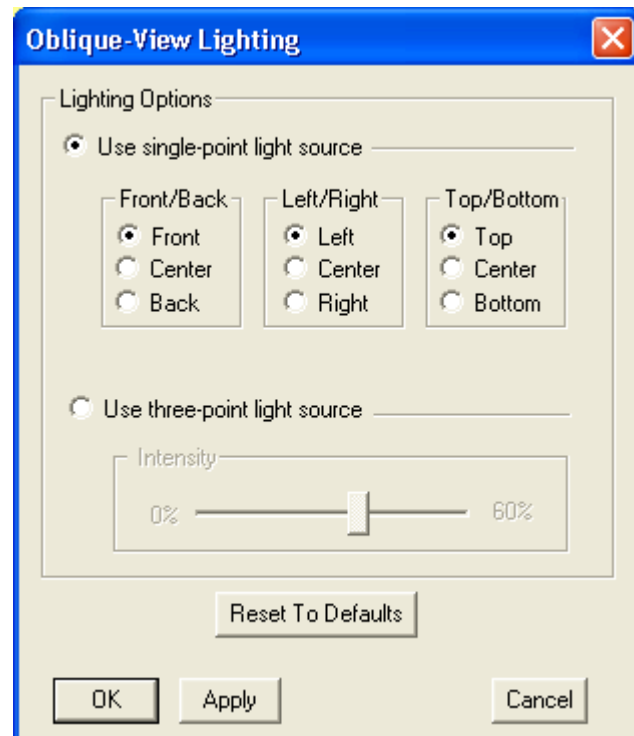 Oblique-View Lighting
Lighting Options
Use single-point light source
Front/Back Left/Right Top/Bottom
Front Left Top
Center Center Center
Back Right Bottom
Use three-point light source
Intensity
0% 60%
Reset To Defaults
OK Apply Cancel